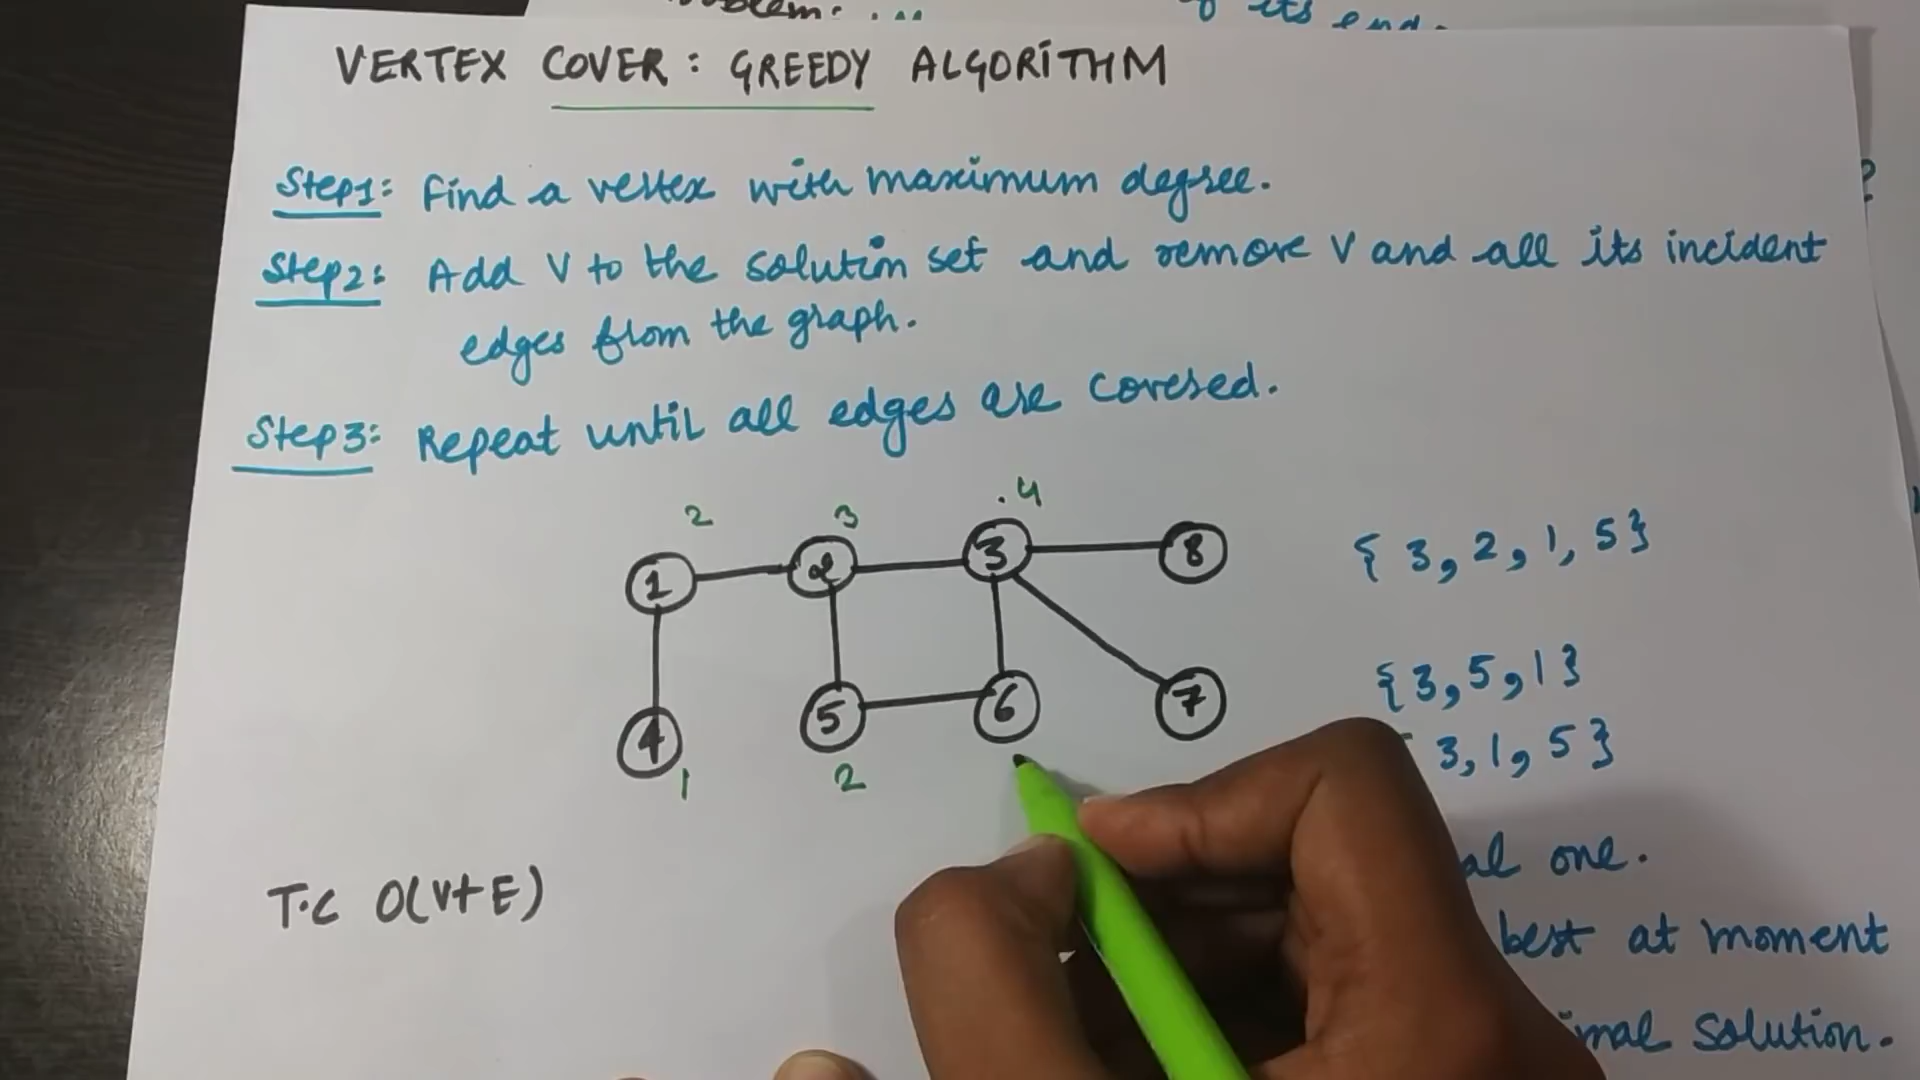 of its end.
VERTEX COVER: GREEDY ALGORITHM
Step1: Find a vertex with maximum degree.
Step2: Add V to the solution set and remove V and all its incident
edges from the graph.
Step3: Repeat until all edges are covered.
2 3 .4
1 2 3 8
{3,2,1,5}
4 5 6 7
{3,5,1}
3,1,5}
1 2
one.
T.C O(V+E)
best at moment
solution.